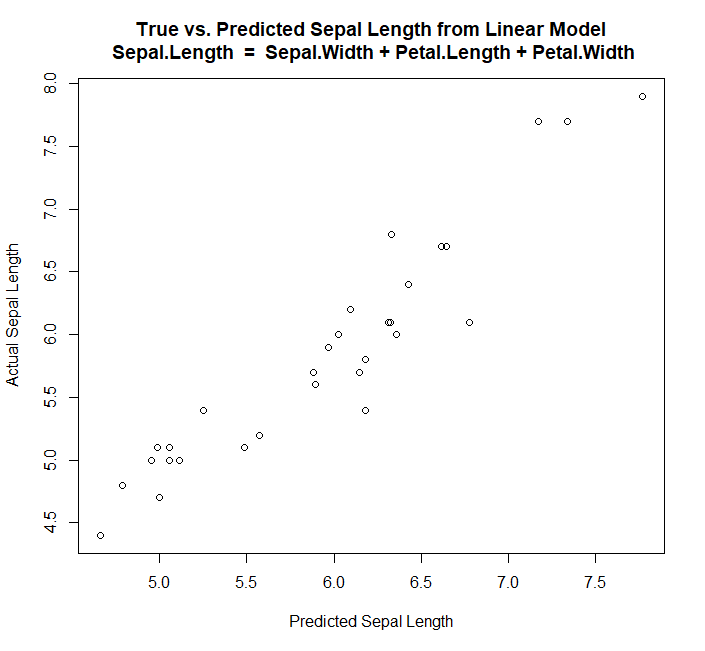 True vs. Predicted Sepal Length from Linear Model
Sepal.Length  =  Sepal.Width + Petal.Length + Petal.Width
8.0
7.5
7.0
6.5
6.0
5.5
5.0
4.5
Actual Sepal Length
5.0 5.5 6.0 6.5 7.0 7.5
Predicted Sepal Length